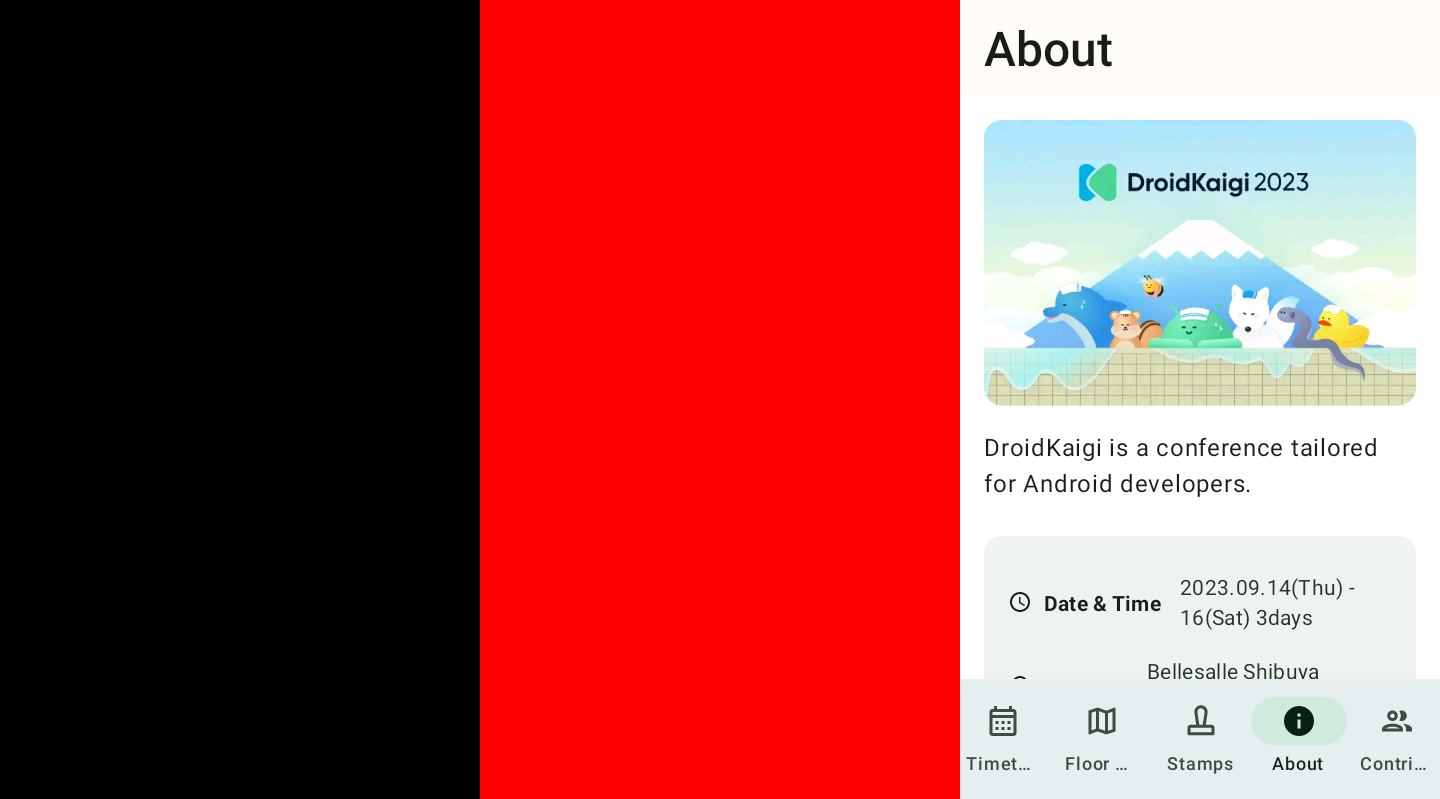 About
DroidKaigi 2023
DroidKaigi is a conference tailored
for Android developers.
Date & Time
2023.09.14(Thu) -
16(Sat) 3days
Bellesalle Shibuya
Timet…
Floor …
Stamps
About
Contri…